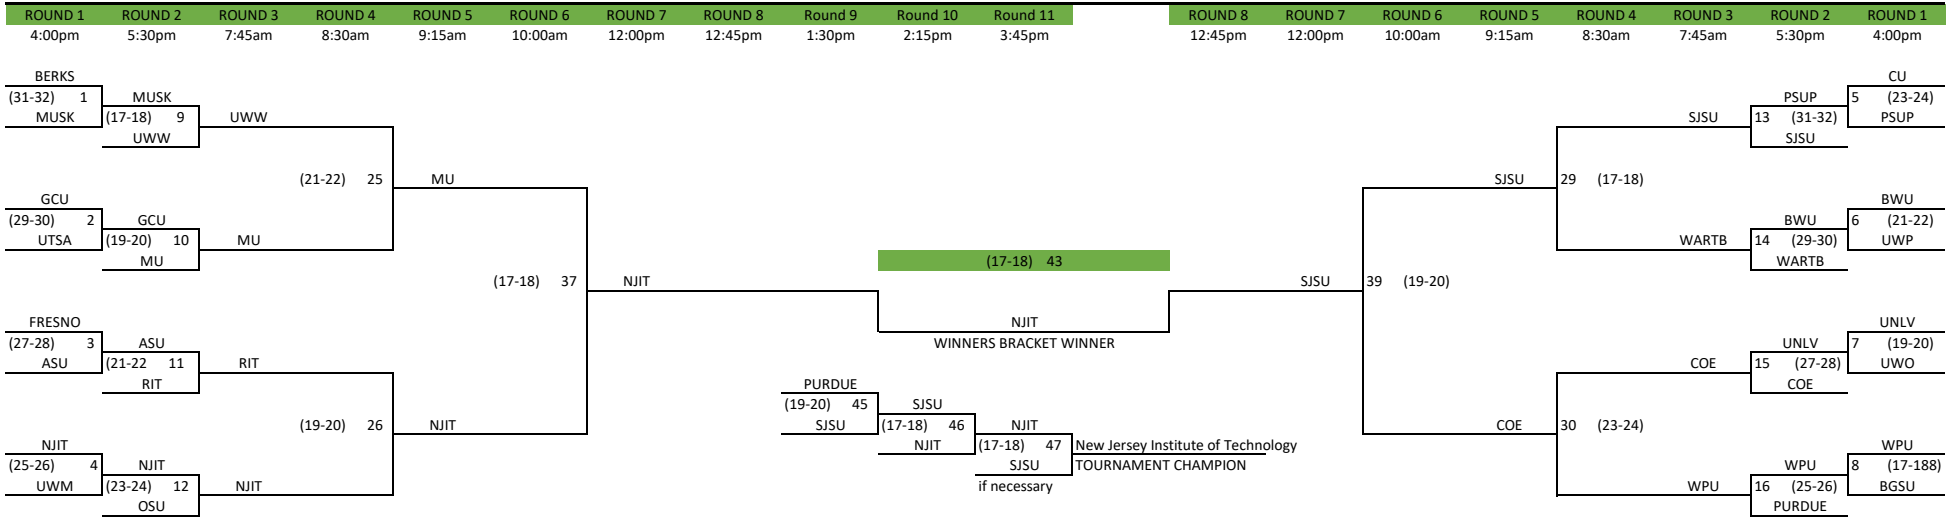 ROUND 1 ROUND 2 ROUND 3 ROUND 4 ROUND 5 ROUND 6 ROUND 7 ROUND 8 Round 9 Round 10 Round 11 ROUND 8 ROUND 7 ROUND 6 ROUND 5 ROUND 4 ROUND 3 ROUND 2 ROUND 1
4:00pm 5:30pm 7:45am 8:30am 9:15am 10:00am 12:00pm 12:45pm 1:30pm 2:15pm 3:45pm 12:45pm 12:00pm 10:00am 9:15am 8:30am 7:45am 5:30pm 4:00pm
BERKS CU
(31-32) 1 MUSK PSUP 5 (23-24)
MUSK (17-18) 9 UWW SJSU 13 (31-32) PSUP
UWW SJSU
(21-22) 25 MU SJSU 29 (17-18)
GCU BWU
(29-30) 2 GCU BWU 6 (21-22)
UTSA (19-20) 10 MU WARTB 14 (29-30) UWP
MU (17-18) 43 WARTB
(17-18) 37 NJIT SJSU 39 (19-20)
FRESNO NJIT UNLV
(27-28) 3 ASU WINNERS BRACKET WINNER UNLV 7 (19-20)
ASU (21-22 11 RIT COE 15 (27-28) UWO
RIT PURDUE COE
(19-20) 45 SJSU
(19-20) 26 NJIT SJSU (17-18) 46 NJIT COE 30 (23-24)
NJIT NJIT (17-18) 47 New Jersey Institute of Technology WPU
(25-26) 4 NJIT SJSU TOURNAMENT CHAMPION WPU 8 (17-188)
UWM (23-24) 12 NJIT if necessary WPU 16 (25-26) BGSU
OSU PURDUE